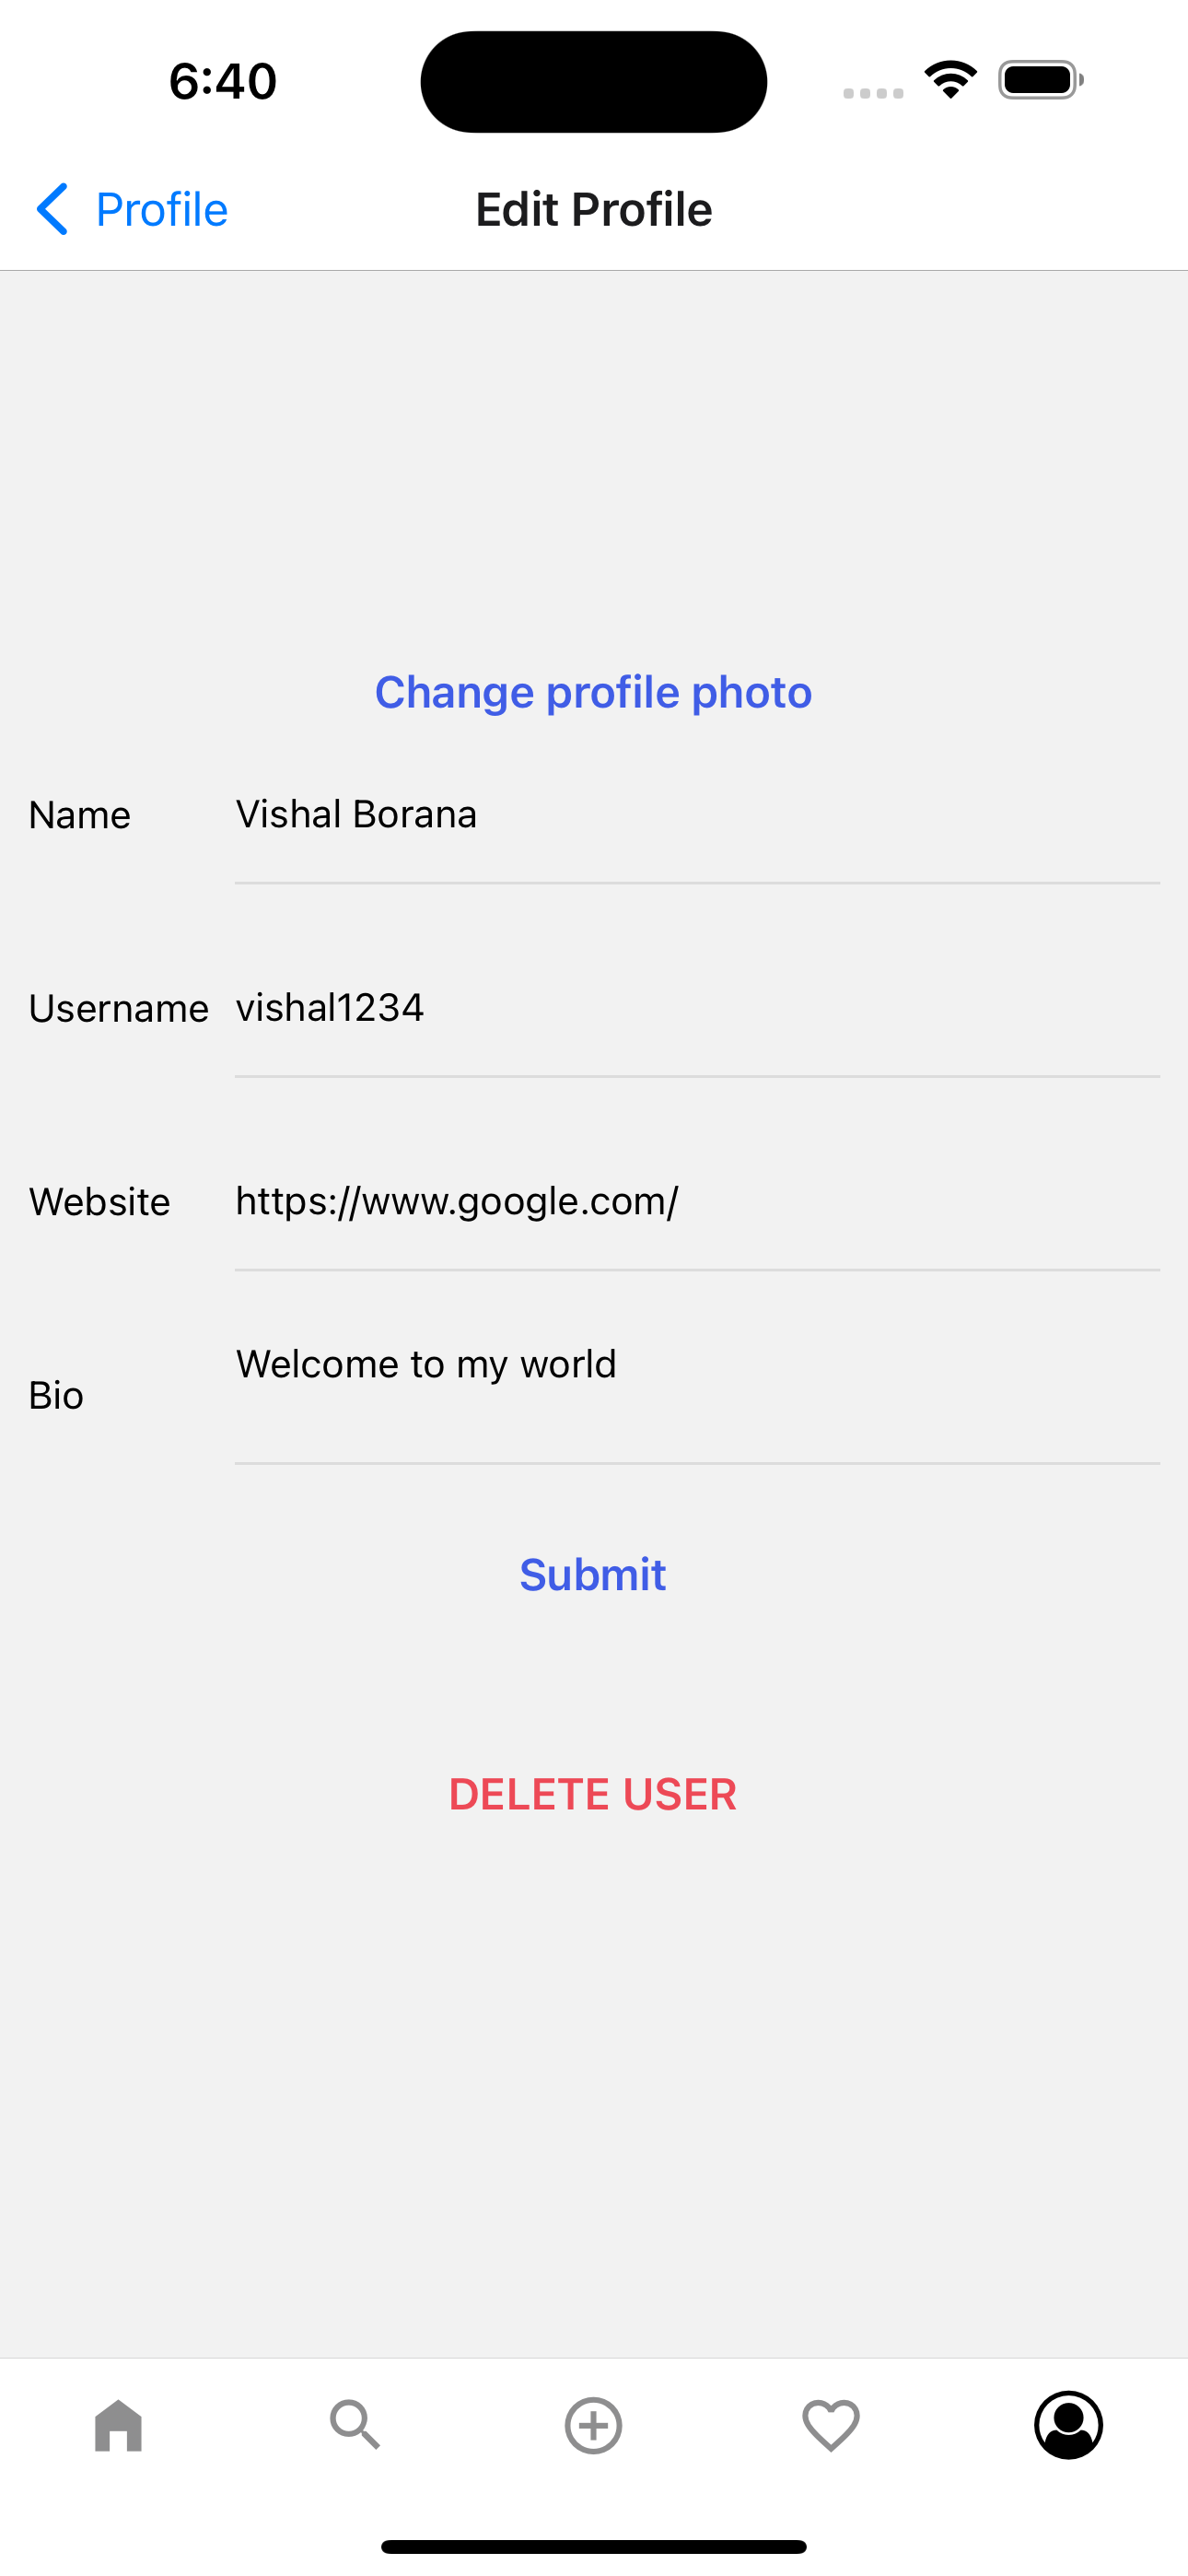 6:40
Profile
Edit Profile
Change profile photo
Name Vishal Borana
Username vishal1234
Website https://www.google.com/
Bio Welcome to my world
Submit
DELETE USER